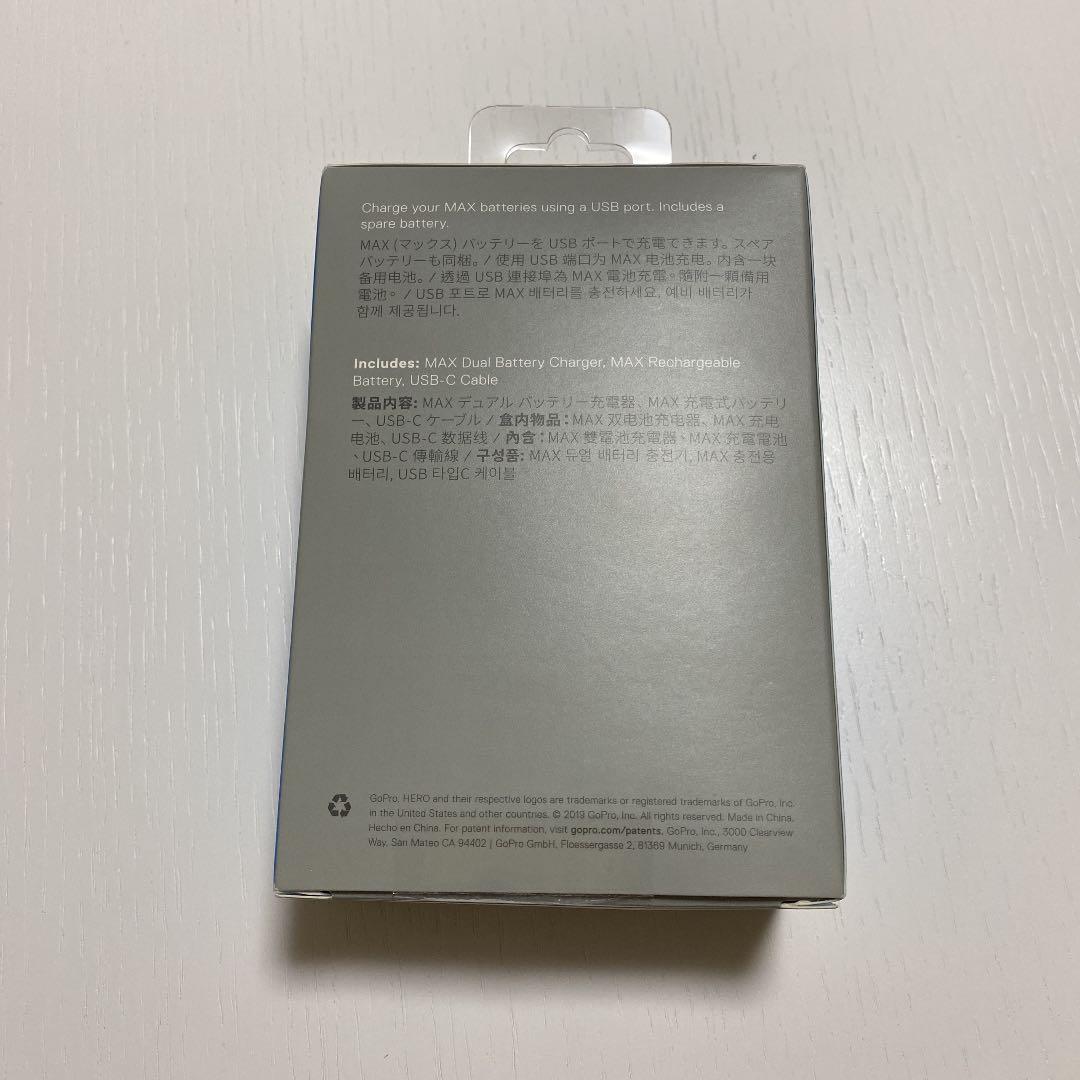 Charge your MAX batteries using a USB port. Includes a
spare battery.
MAX (マックス) バッテリーを USB ポートで充電できます。スペア
バッテリーも同梱。 / 使用 USB 端口为 MAX 电池充电。内含一块
备用电池。 / 透過 USB 連接埠為 MAX 電池充電。隨附一顆備用
電池。 / USB 포트로 MAX 배터리를 충전하세요. 예비 배터리가
함께 제공됩니다.
Includes: MAX Dual Battery Charger, MAX Rechargeable
Battery, USB-C Cable
製品内容: MAX デュアル バッテリー充電器、MAX 充電式バッテリ
ー、USB-C ケーブル / 盒内物品：MAX 双电池充电器、MAX 充电
电池、USB-C 数据线 / 內含：MAX 雙電池充電器、MAX 充電電池
、USB-C 傳輸線 / 구성품: MAX 듀얼 배터리 충전기, MAX 충전용
배터리, USB 타입C 케이블
GoPro, HERO and their respective logos are trademarks or registered trademarks of GoPro, Inc.
in the United States and other countries. © 2019 GoPro, Inc. All rights reserved. Made in China.
Hecho en China. For patent information, visit gopro.com/patents. GoPro, Inc., 3000 Clearview
Way, San Mateo CA 94402 | GoPro GmbH, Floessergasse 2, 81369 Munich, Germany